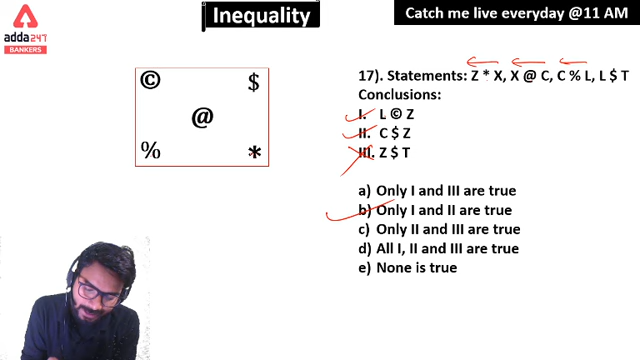 adda247
BANKERS
Inequality
Catch me live everyday @11 AM
© $
@
% *
17). Statements: Z * X, X @ C, C % L, L $ T
Conclusions:
I. L © Z
II. C $ Z
III. Z $ T
a) Only I and III are true
b) Only I and II are true
c) Only II and III are true
d) All I, II and III are true
e) None is true